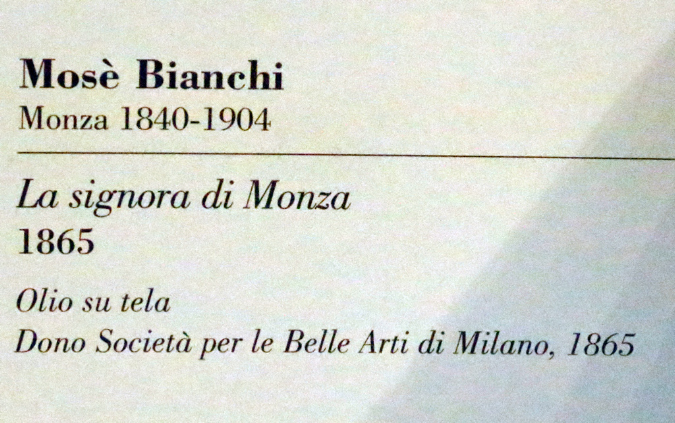 Mosè Bianchi
Monza 1840-1904
La signora di Monza
1865
Olio su tela
Dono Società per le Belle Arti di Milano, 1865